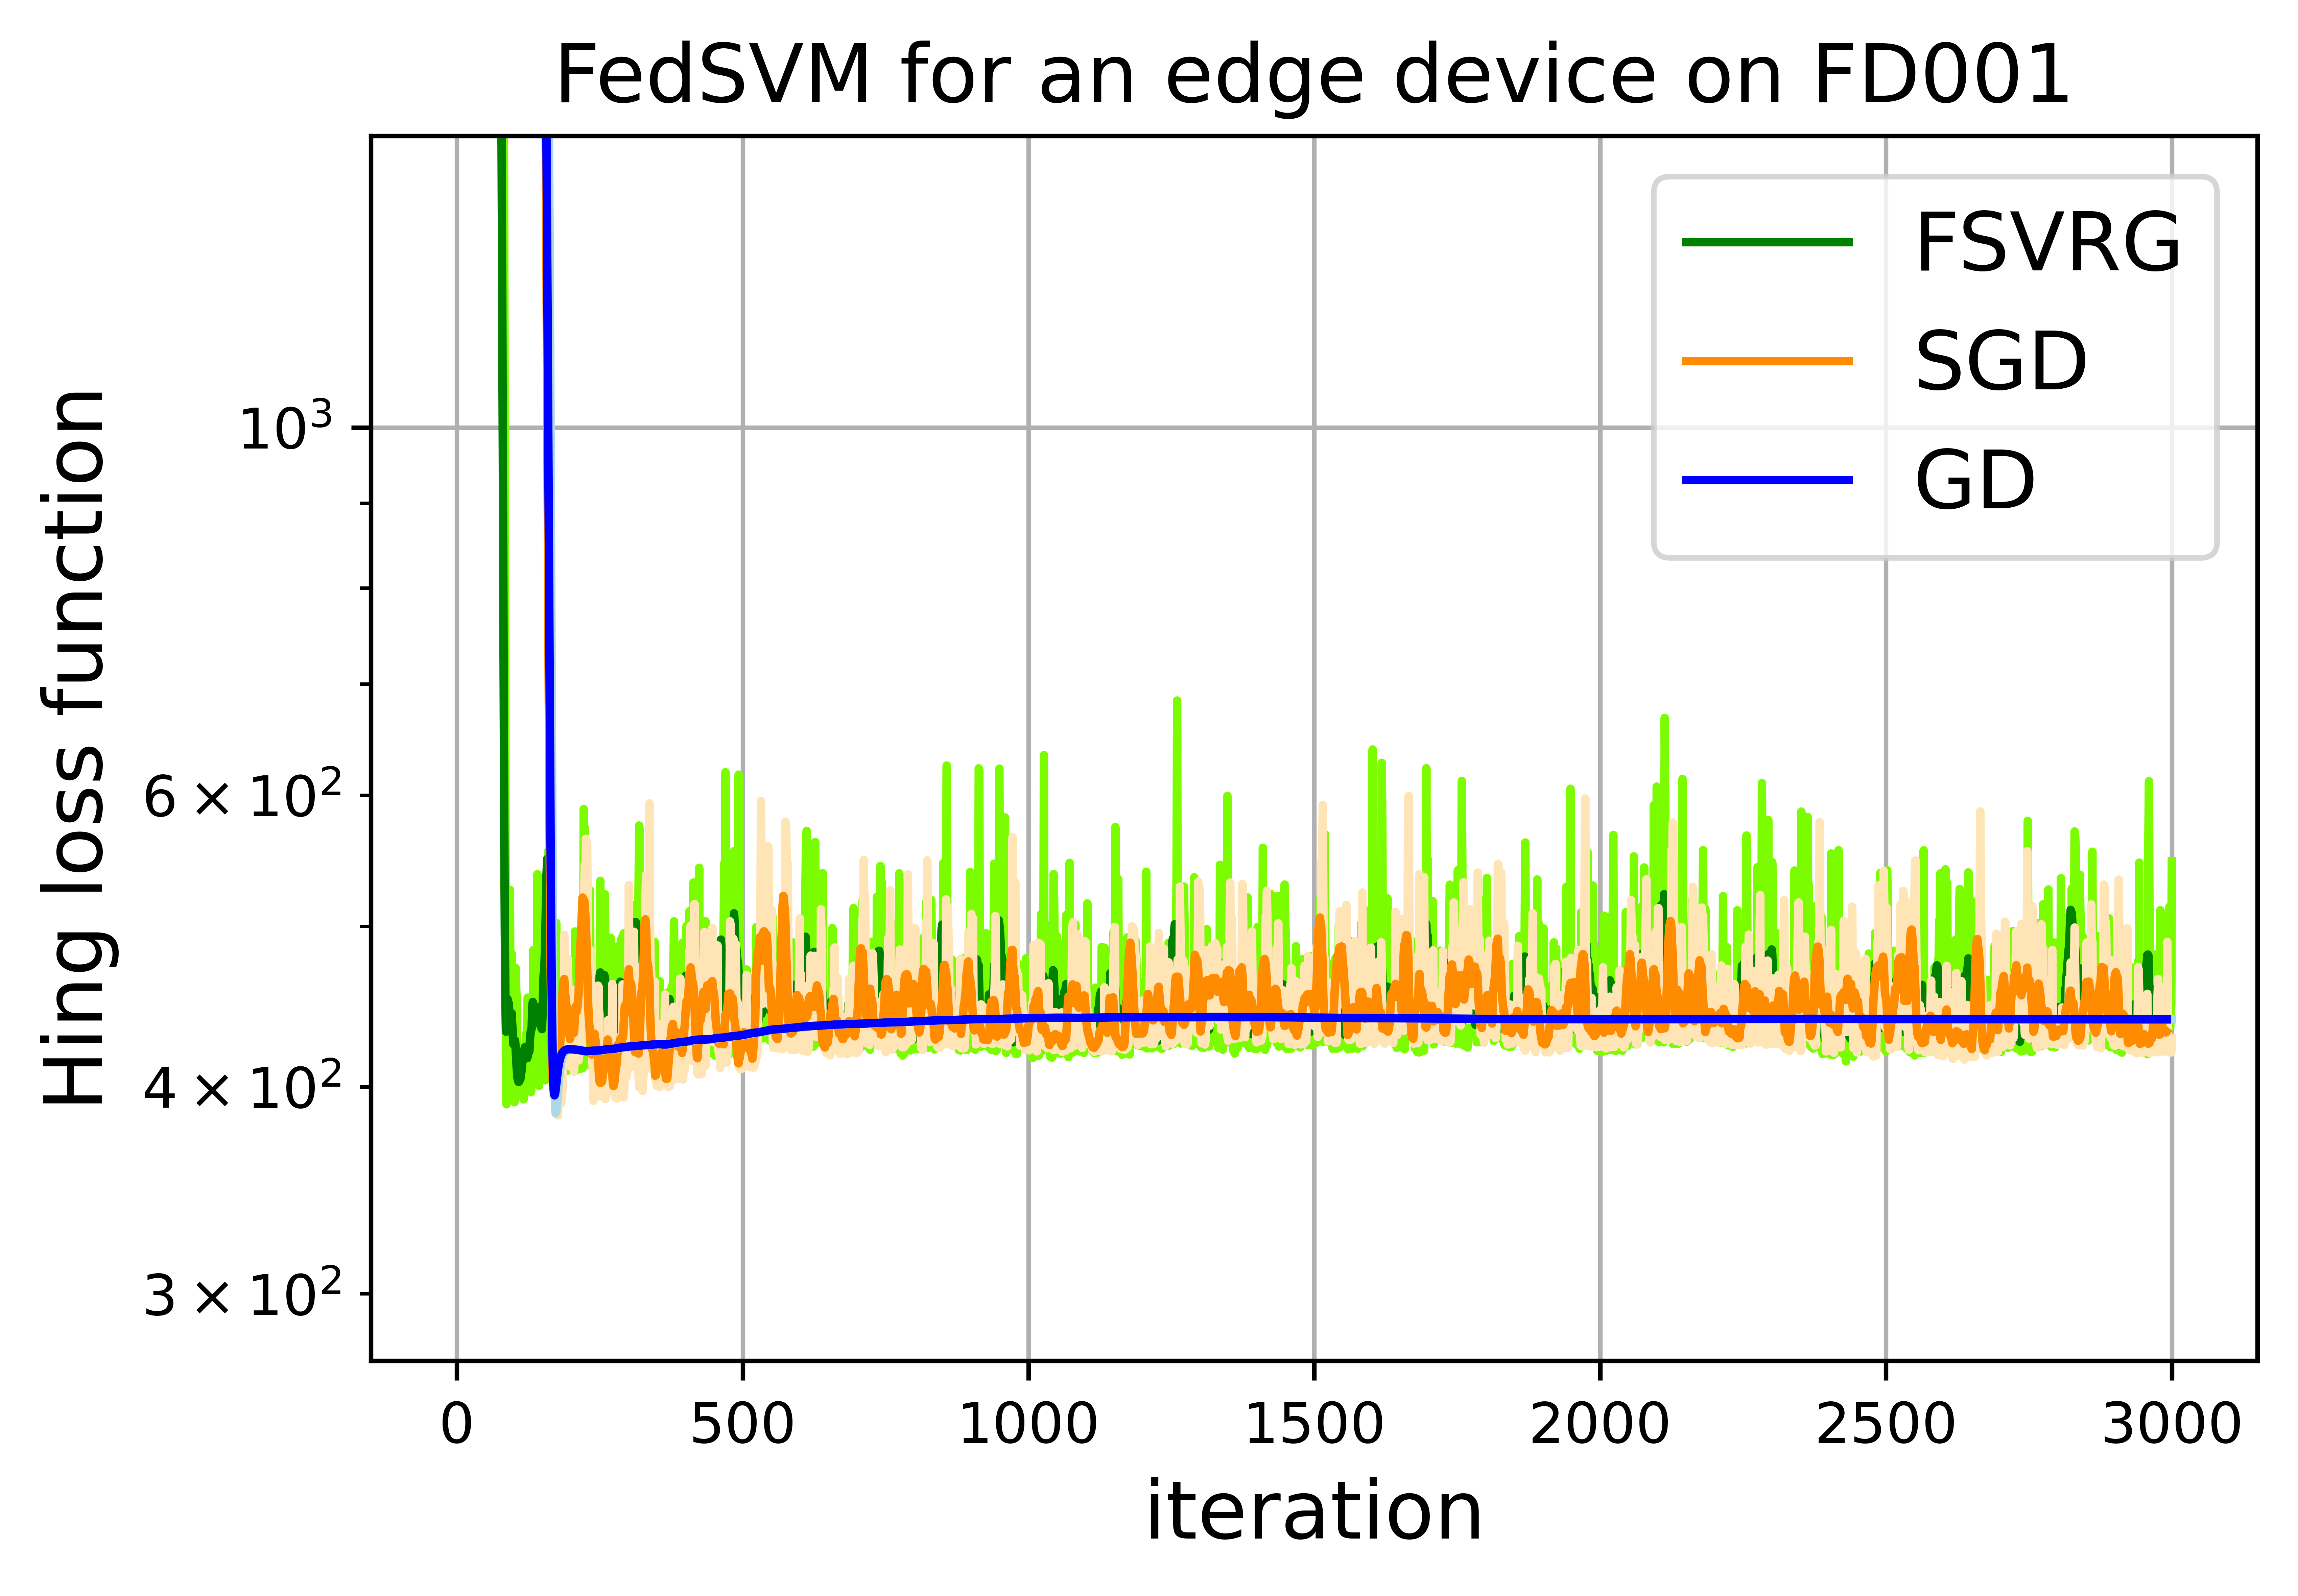 FedSVM for an edge device on FD001
Hing loss function
10³
6 × 10²
4 × 10²
3 × 10²
FSVRG
SGD
GD
0 500 1000 1500 2000 2500 3000
iteration